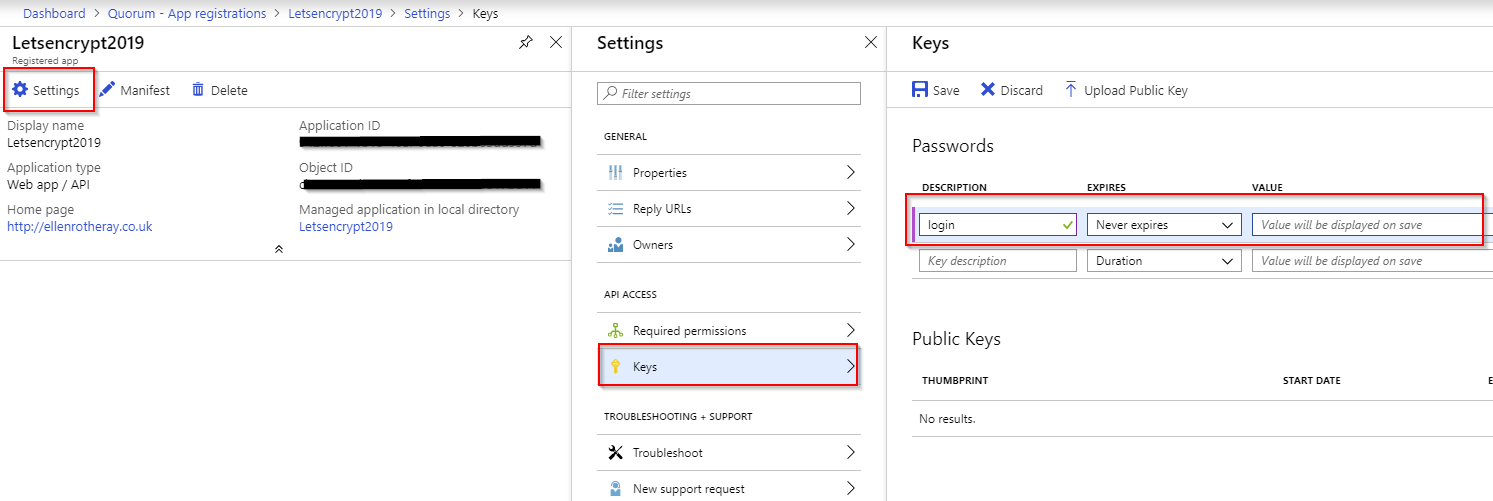 Dashboard > Quorum - App registrations > Letsencrypt2019 > Settings > Keys
Letsencrypt2019
Registered app
Settings
Manifest
Delete
Display name
Letsencrypt2019
Application ID
Application type
Web app / API
Object ID
Home page
http://ellenrotheray.co.uk
Managed application in local directory
Letsencrypt2019
Settings
Filter settings
GENERAL
Properties
Reply URLs
Owners
API ACCESS
Required permissions
Keys
TROUBLESHOOTING + SUPPORT
Troubleshoot
New support request
Keys
Save
Discard
Upload Public Key
Passwords
DESCRIPTION EXPIRES VALUE
login Never expires Value will be displayed on save
Key description Duration Value will be displayed on save
Public Keys
THUMBPRINT START DATE E
No results.